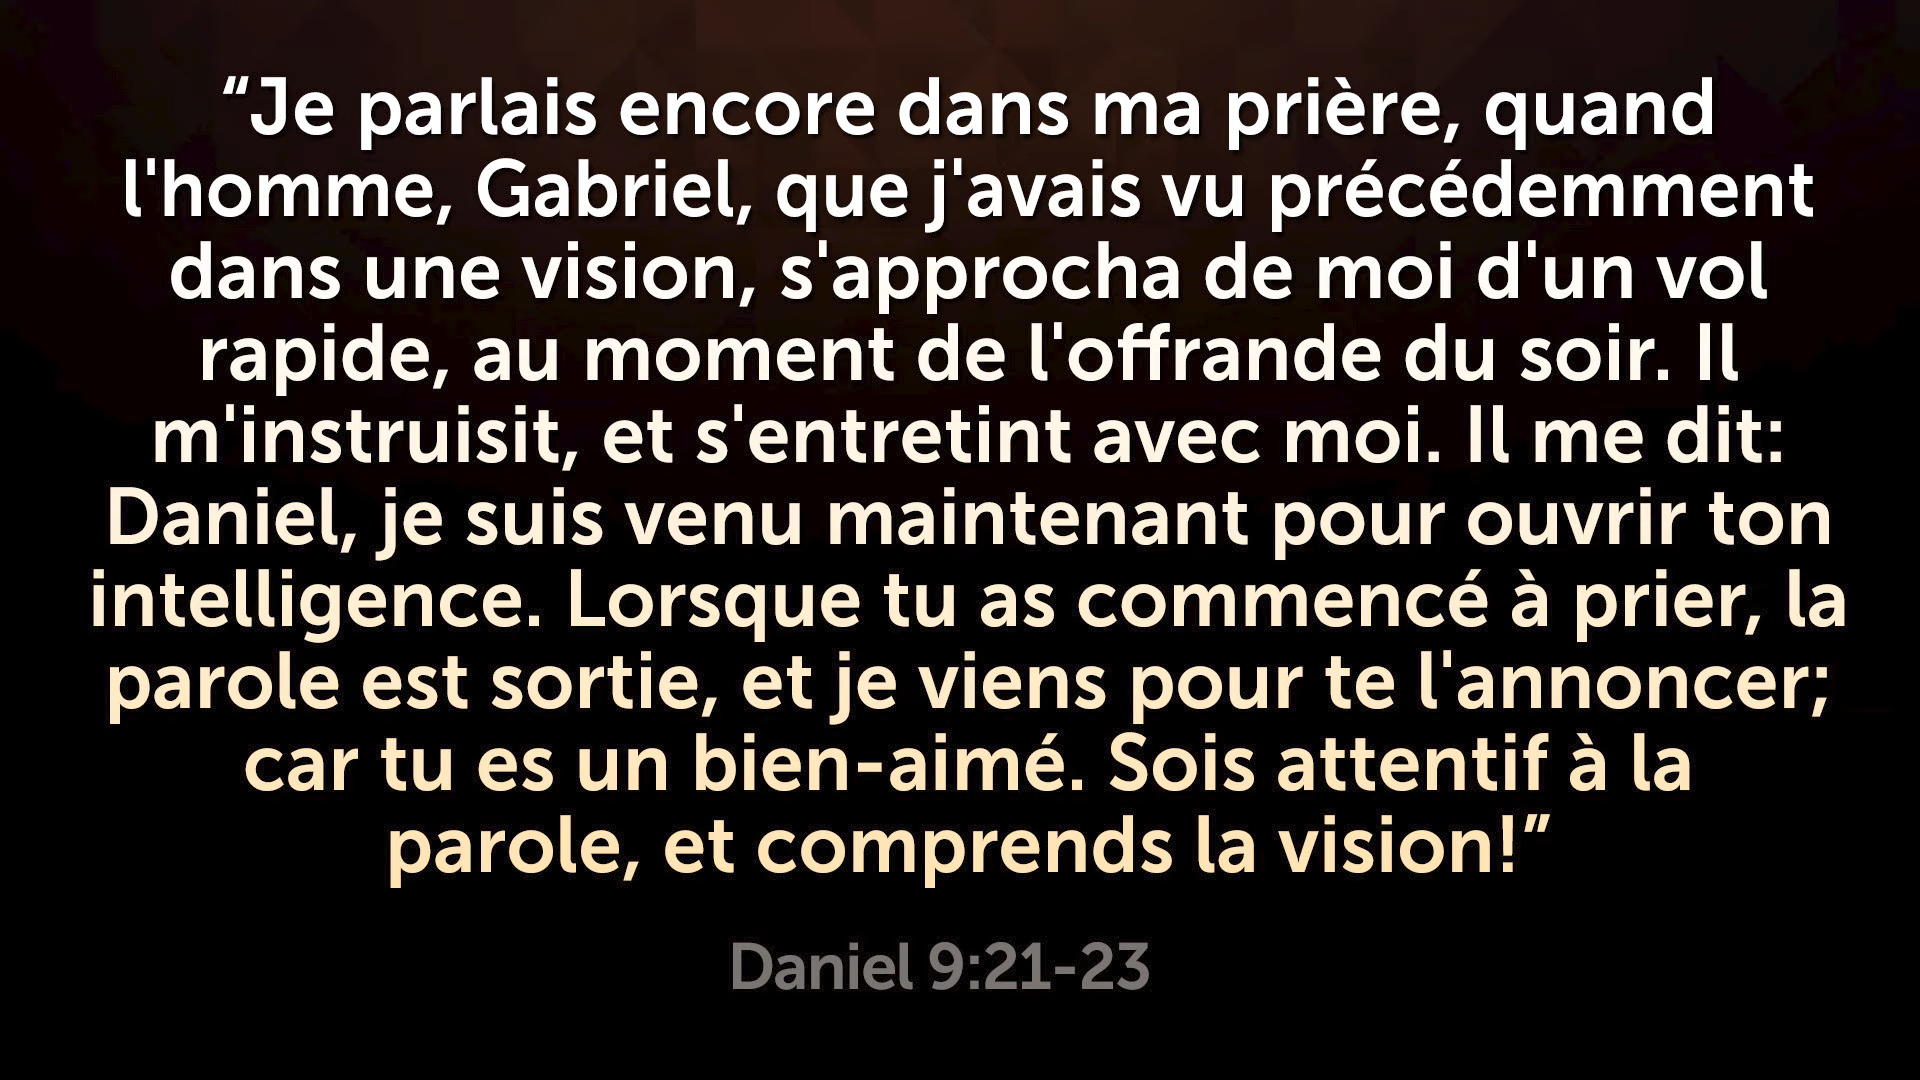 “Je parlais encore dans ma prière, quand
l'homme, Gabriel, que j'avais vu précédemment
dans une vision, s'approcha de moi d'un vol
rapide, au moment de l'offrande du soir. Il
m'instruisit, et s'entretint avec moi. Il me dit:
Daniel, je suis venu maintenant pour ouvrir ton
intelligence. Lorsque tu as commencé à prier, la
parole est sortie, et je viens pour te l'annoncer;
car tu es un bien-aimé. Sois attentif à la
parole, et comprends la vision!”
Daniel 9:21-23